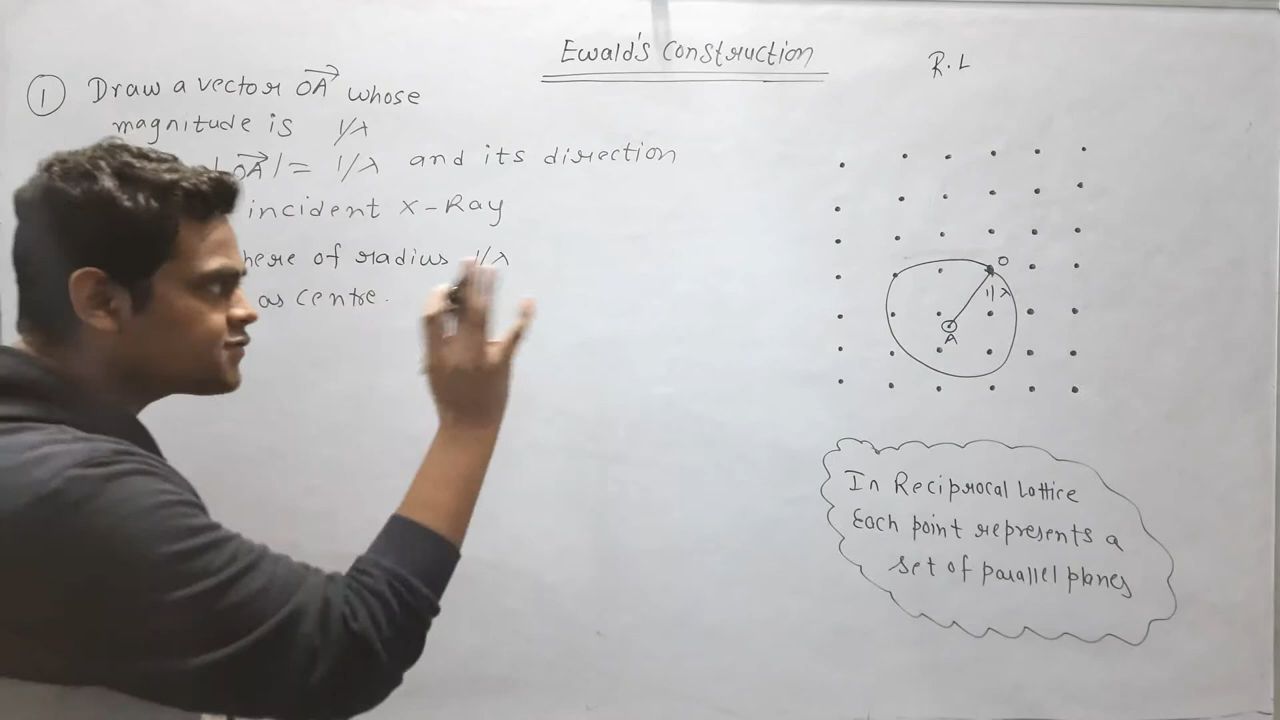 Ewald's Construction
R.L
1 Draw a vector OA whose
magnitude is 1/λ
OA| = 1/λ and its direction
incident X-Ray
here of radius 1/λ
as centre.
O
1/λ
A
In Reciprocal Lattice
Each point represents a
set of parallel planes